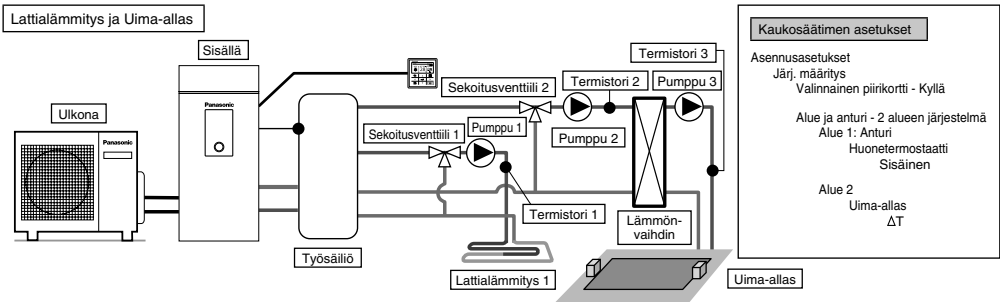 Lattialämmitys ja Uima-allas
Sisällä
Ulkona
Panasonic
Panasonic
Sekoitusventtiili 2
Termistori 2
Termistori 3
Pumppu 3
Sekoitusventtiili 1
Pumppu 1
Pumppu 2
Termistori 1
Lämmön-
vaihdin
Työsäiliö
Lattialämmitys 1
Uima-allas
Kaukosäätimen asetukset
Asennusasetukset
Järj. määritys
Valinnainen piirikortti - Kyllä
Alue ja anturi - 2 alueen järjestelmä
Alue 1: Anturi
Huonetermostaatti
Sisäinen
Alue 2
Uima-allas
ΔT